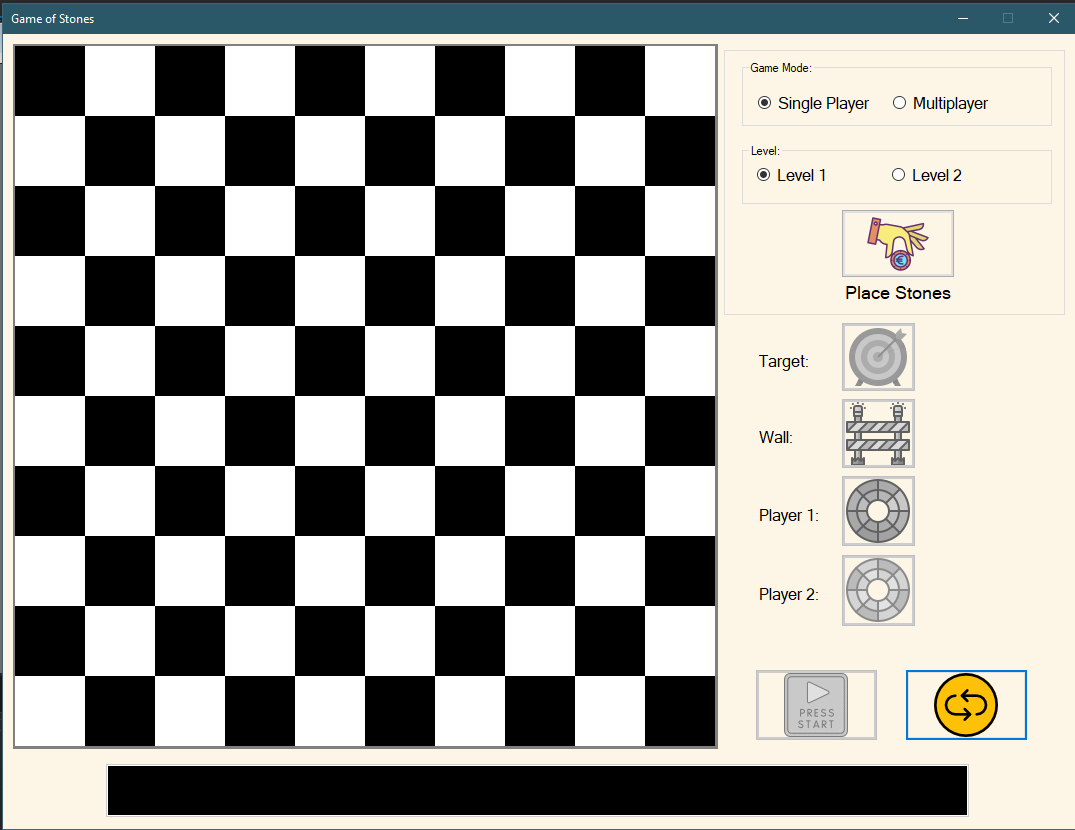 Game of Stones
Game Mode:
Single Player
Multiplayer
Level:
Level 1
Level 2
€
Place Stones
Target:
Wall:
Player 1:
Player 2:
PRESS
START